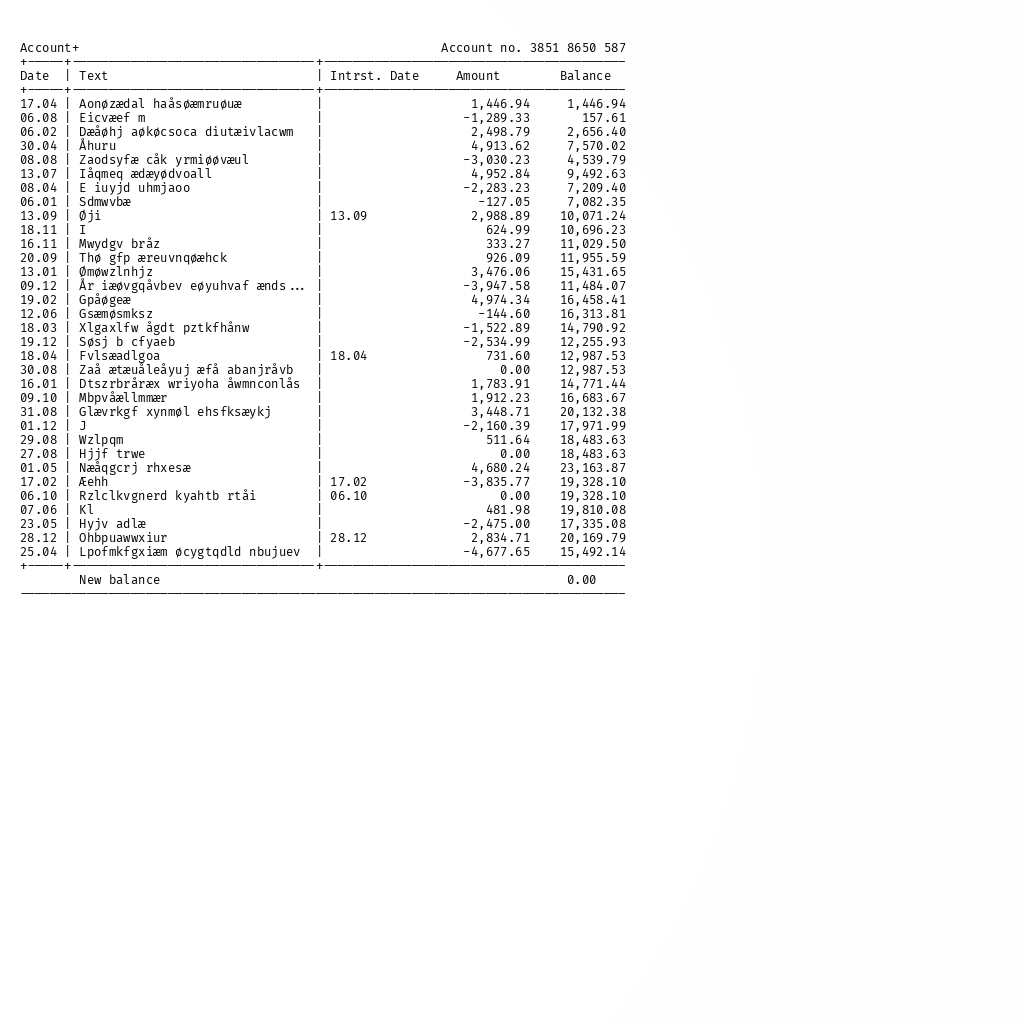 Account+ Account no. 3851 8650 587
Date | Text | Intrst. Date Amount Balance
17.04 | Aonøzædal haåsøæmruøuæ | 1,446.94 1,446.94
06.08 | Eicvæef m | -1,289.33 157.61
06.02 | Dæåøhj aøkøcsoca diutæivlacwm | 2,498.79 2,656.40
30.04 | Åhuru | 4,913.62 7,570.02
08.08 | Zaodsyfæ cåk yrmiøøvæul | -3,030.23 4,539.79
13.07 | Iåqmeq ædæyødvoall | 4,952.84 9,492.63
08.04 | E iuyjd uhmjaoo | -2,283.23 7,209.40
06.01 | Sdmwvbæ | -127.05 7,082.35
13.09 | Øji | 13.09 2,988.89 10,071.24
18.11 | I | 624.99 10,696.23
16.11 | Mwydgv bråz | 333.27 11,029.50
20.09 | Thø gfp æreuvnqøæhck | 926.09 11,955.59
13.01 | Ømøwzlnhjz | 3,476.06 15,431.65
09.12 | År iæøvgqåvbev eøyuhvaf ænds... | -3,947.58 11,484.07
19.02 | Gpåøgeæ | 4,974.34 16,458.41
12.06 | Gsæmøsmksz | -144.60 16,313.81
18.03 | Xlgaxlfw ågdt pztkfhånw | -1,522.89 14,790.92
19.12 | Søsj b cfyaeb | -2,534.99 12,255.93
18.04 | Fvlsæadlgoa | 18.04 731.60 12,987.53
30.08 | Zaå ætæuåleåyuj æfå abanjråvb | 0.00 12,987.53
16.01 | Dtszrbråræx wriyoha åwmnconlås | 1,783.91 14,771.44
09.10 | Mbpvåællmmær | 1,912.23 16,683.67
31.08 | Glævrkgf xynmøl ehsfksæykj | 3,448.71 20,132.38
01.12 | J | -2,160.39 17,971.99
29.08 | Wzlpqm | 511.64 18,483.63
27.08 | Hjjf trwe | 0.00 18,483.63
01.05 | Næåqgcrj rhxesæ | 4,680.24 23,163.87
17.02 | Æehh | 17.02 -3,835.77 19,328.10
06.10 | Rzlclkvgnerd kyahtb rtåi | 06.10 0.00 19,328.10
07.06 | Kl | 481.98 19,810.08
23.05 | Hyjv adlæ | -2,475.00 17,335.08
28.12 | Ohbpuawwxiur | 28.12 2,834.71 20,169.79
25.04 | Lpofmkfgxiæm øcygtqdld nbujuev | -4,677.65 15,492.14
New balance 0.00